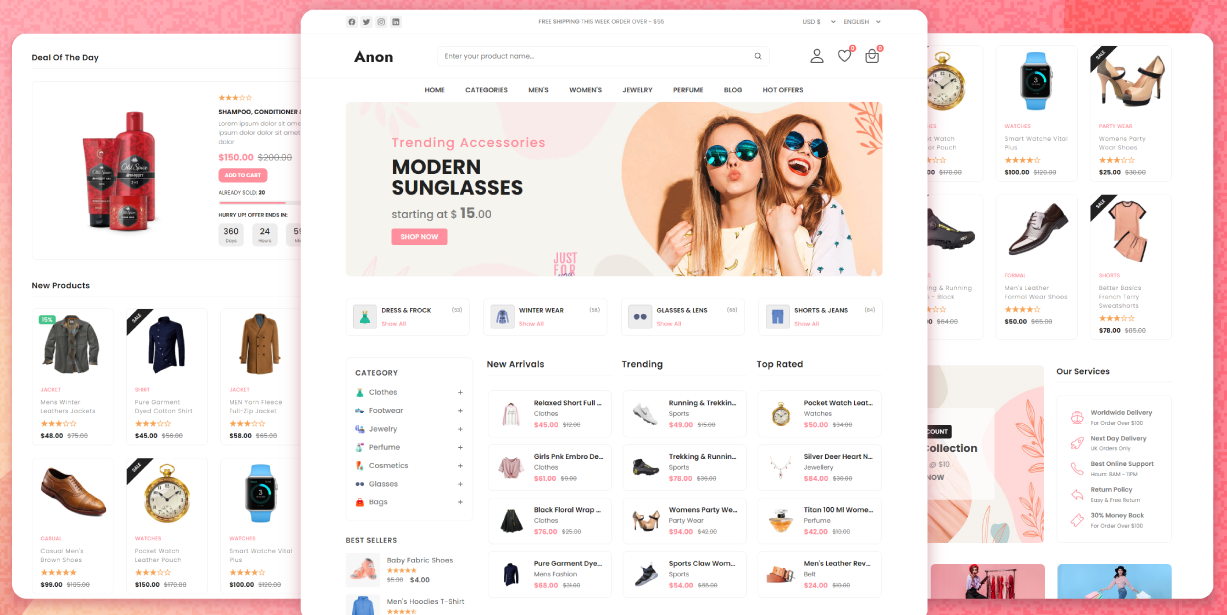 Deal Of The Day
SHAMPOO, CONDITIONER &
Lorem ipsum dolor sit ame
ipsum dolor dolor sit amet
dolor
$150.00 $200.00
ADD TO CART
ALREADY SOLD: 20
HURRY UP! OFFER ENDS IN:
360 24 59
Days Hours
Old Spice
New Products
15%
SALE
JACKET SHIRT JACKET
Mens Winter Pure Garment MEN Yarn Fleece
Leathers Jackets Dyed Cotton Shirt Full-Zip Jacket
$48.00 $75.00 $45.00 $56.00 $58.00 $65.00
SALE
CASUAL WATCHES WATCHES
Casual Men's Pocket Watch Smart Watche Vital
Brown Shoes Leather Pouch Plus
$99.00 $105.00 $150.00 $170.00 $100.00 $120.00
FREE SHIPPING THIS WEEK ORDER OVER - $55
USD $ ENGLISH
Anon
Enter your product name...
0 0
HOME CATEGORIES MEN'S WOMEN'S JEWELRY PERFUME BLOG HOT OFFERS
Trending Accessories
MODERN
SUNGLASSES
starting at $ 15.00
SHOP NOW
JUST
FOR
DRESS & FROCK (53)
Show All
WINTER WEAR (58)
Show All
GLASSES & LENS (68)
Show All
SHORTS & JEANS (84)
Show All
CATEGORY
Clothes +
Footwear +
Jewelry +
Perfume +
Cosmetics +
Glasses +
Bags +
BEST SELLERS
Baby Fabric Shoes
$5.00 $4.00
Men's Hoodies T-Shirt
New Arrivals
Relaxed Short Full ...
Clothes
$45.00 $12.00
Girls Pnk Embro De...
Clothes
$61.00 $9.00
Black Floral Wrap ...
Clothes
$76.00 $25.00
Pure Garment Dye...
Mens Fashion
$68.00 $31.00
Trending
Running & Trekkin...
Sports
$49.00 $15.00
Trekking & Runnin...
Sports
$78.00 $36.00
Womens Party We...
Party Wear
$94.00 $42.00
Sports Claw Wom...
Sports
$54.00 $65.00
Top Rated
Pocket Watch Leat...
Watches
$50.00 $34.00
Silver Deer Heart N...
Jewellery
$84.00 $30.00
Titan 100 Ml Wome...
Perfume
$42.00 $10.00
Men's Leather Rev...
Belt
$24.00 $10.00
SALE
WATCHES PARTY WEAR
Watch Smart Watche Vital Womens Party
Pouch Plus Wear Shoes
$170.00 $100.00 $120.00 $25.00 $30.00
SALE
FORMAL SHORTS
& Running Men's Leather Better Basics
- Black Formal Wear Shoes French Terry
Sweatshorts
$64.00 $50.00 $65.00 $78.00 $85.00
COUNT
Collection
@ $10
NOW
Our Services
Worldwide Delivery
For Order Over $100
Next Day Delivery
UK Orders Only
Best Online Support
Hours: 8AM - 11PM
Return Policy
Easy & Free Return
30% Money Back
For Order Over $100